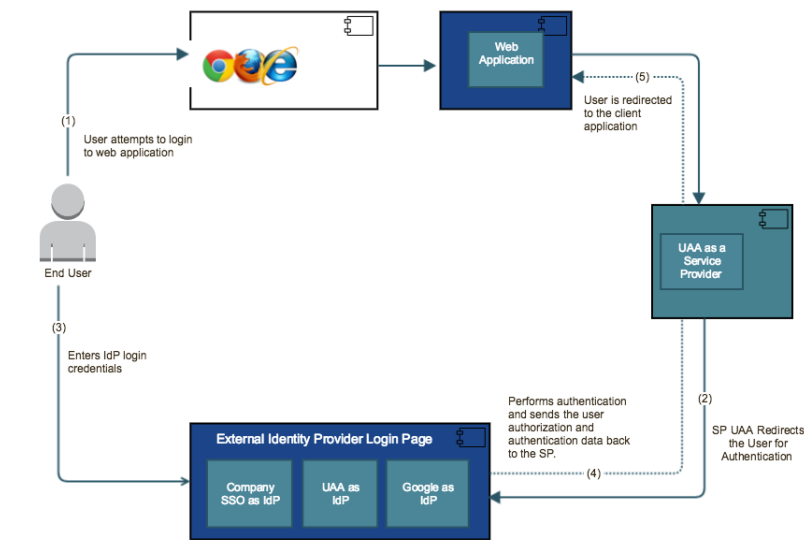 Web
Application
(5)
User is redirected
to the client
application
(1)
User attempts to login
to web application
UAA as a
Service
Provider
End User
(3)
Enters IdP login
credentials
(2)
SP UAA Redirects
the User for
Authentication
Performs authentication
and sends the user
authorization and
authentication data back
to the SP.
(4)
External Identity Provider Login Page
Company
SSO as IdP
UAA as
IdP
Google as
IdP